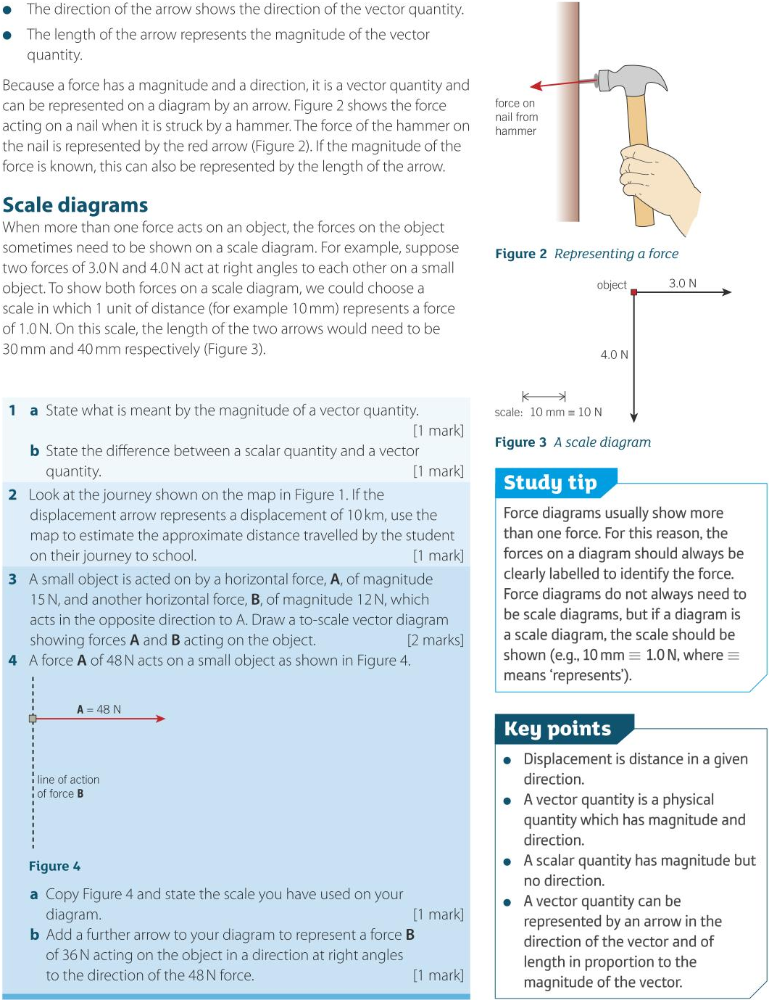 • The direction of the arrow shows the direction of the vector quantity.
• The length of the arrow represents the magnitude of the vector
quantity.
Because a force has a magnitude and a direction, it is a vector quantity and
can be represented on a diagram by an arrow. Figure 2 shows the force
acting on a nail when it is struck by a hammer. The force of the hammer on
the nail is represented by the red arrow (Figure 2). If the magnitude of the
force is known, this can also be represented by the length of the arrow.
Scale diagrams
When more than one force acts on an object, the forces on the object
sometimes need to be shown on a scale diagram. For example, suppose
two forces of 3.0 N and 4.0 N act at right angles to each other on a small
object. To show both forces on a scale diagram, we could choose a
scale in which 1 unit of distance (for example 10 mm) represents a force
of 1.0 N. On this scale, the length of the two arrows would need to be
30 mm and 40 mm respectively (Figure 3).
1 a State what is meant by the magnitude of a vector quantity.
[1 mark]
b State the difference between a scalar quantity and a vector
quantity. [1 mark]
2 Look at the journey shown on the map in Figure 1. If the
displacement arrow represents a displacement of 10 km, use the
map to estimate the approximate distance travelled by the student
on their journey to school. [1 mark]
3 A small object is acted on by a horizontal force, A, of magnitude
15 N, and another horizontal force, B, of magnitude 12 N, which
acts in the opposite direction to A. Draw a to-scale vector diagram
showing forces A and B acting on the object. [2 marks]
4 A force A of 48 N acts on a small object as shown in Figure 4.
A = 48 N
line of action
of force B
Figure 4
a Copy Figure 4 and state the scale you have used on your
diagram. [1 mark]
b Add a further arrow to your diagram to represent a force B
of 36 N acting on the object in a direction at right angles
to the direction of the 48 N force. [1 mark]
force on
nail from
hammer
Figure 2 Representing a force
object
3.0 N
4.0 N
scale: 10 mm ≡ 10 N
Figure 3 A scale diagram
Study tip
Force diagrams usually show more
than one force. For this reason, the
forces on a diagram should always be
clearly labelled to identify the force.
Force diagrams do not always need to
be scale diagrams, but if a diagram is
a scale diagram, the scale should be
shown (e.g., 10 mm ≡ 1.0 N, where ≡
means ‘represents’).
Key points
• Displacement is distance in a given
direction.
• A vector quantity is a physical
quantity which has magnitude and
direction.
• A scalar quantity has magnitude but
no direction.
• A vector quantity can be
represented by an arrow in the
direction of the vector and of
length in proportion to the
magnitude of the vector.